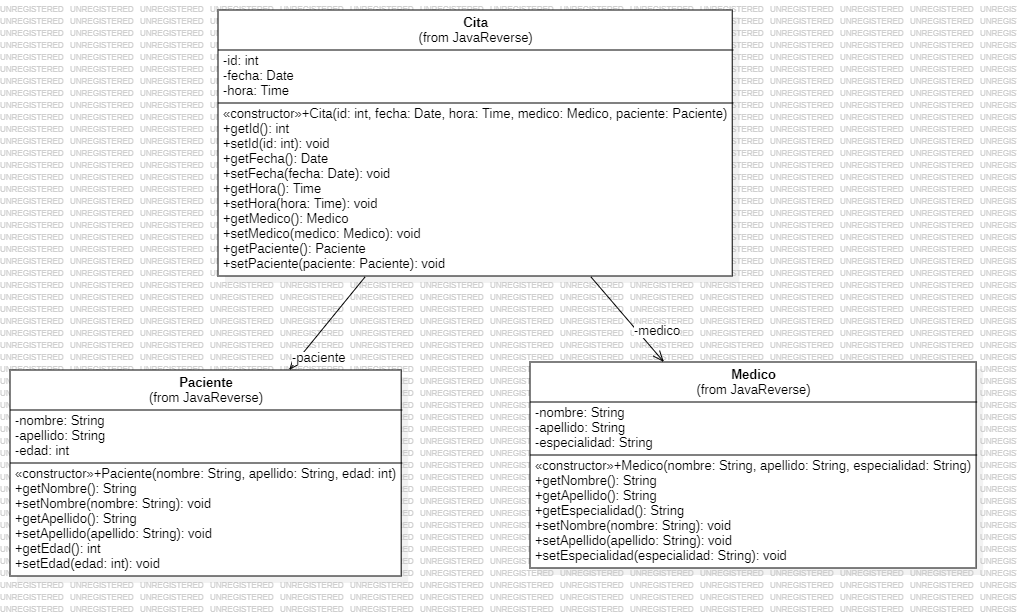 Cita
(from JavaReverse)
-id: int
-fecha: Date
-hora: Time
«constructor»+Cita(id: int, fecha: Date, hora: Time, medico: Medico, paciente: Paciente)
+getId(): int
+setId(id: int): void
+getFecha(): Date
+setFecha(fecha: Date): void
+getHora(): Time
+setHora(hora: Time): void
+getMedico(): Medico
+setMedico(medico: Medico): void
+getPaciente(): Paciente
+setPaciente(paciente: Paciente): void
-paciente
-medico
Paciente
(from JavaReverse)
-nombre: String
-apellido: String
-edad: int
«constructor»+Paciente(nombre: String, apellido: String, edad: int)
+getNombre(): String
+setNombre(nombre: String): void
+getApellido(): String
+setApellido(apellido: String): void
+getEdad(): int
+setEdad(edad: int): void
Medico
(from JavaReverse)
-nombre: String
-apellido: String
-especialidad: String
«constructor»+Medico(nombre: String, apellido: String, especialidad: String)
+getNombre(): String
+getApellido(): String
+getEspecialidad(): String
+setNombre(nombre: String): void
+setApellido(apellido: String): void
+setEspecialidad(especialidad: String): void
UNREGISTERED